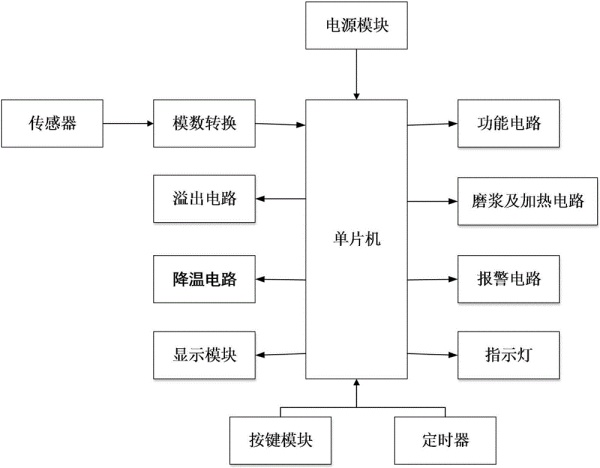 电源模块
传感器
模数转换
功能电路
溢出电路
磨浆及加热电路
单片机
降温电路
报警电路
显示模块
指示灯
按键模块
定时器